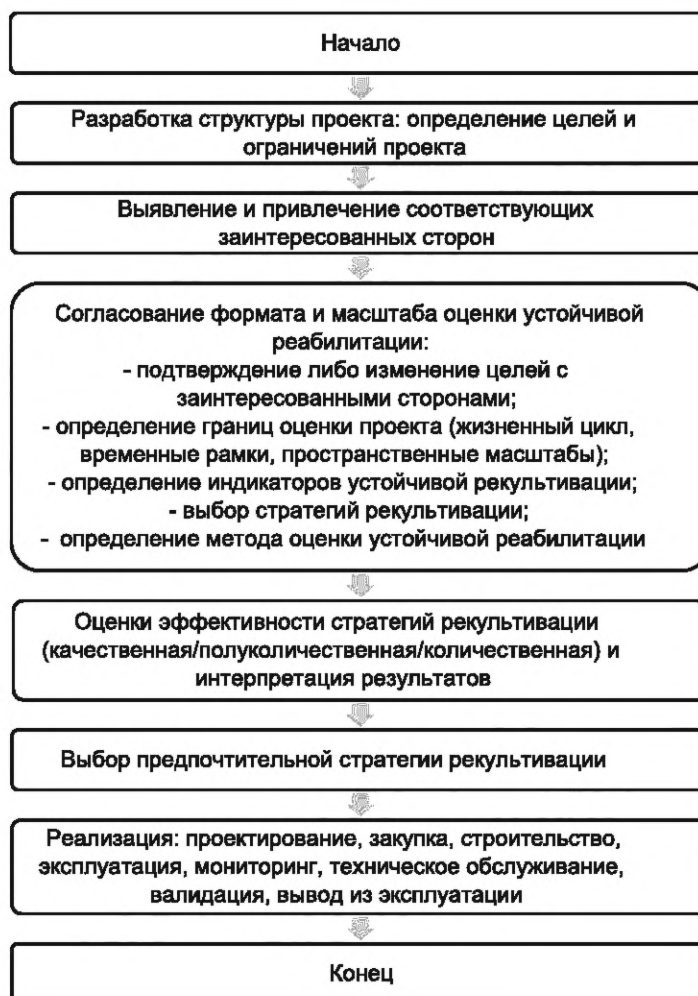 Начало
Разработка структуры проекта: определение целей и
ограничений проекта
Выявление и привлечение соответствующих
заинтересованных сторон
Согласование формата и масштаба оценки устойчивой
реабилитации:
- подтверждение либо изменение целей с
заинтересованными сторонами;
- определение границ оценки проекта (жизненный цикл,
временные рамки, пространственные масштабы);
- определение индикаторов устойчивой рекультивации;
- выбор стратегий рекультивации;
- определение метода оценки устойчивой реабилитации
Оценки эффективности стратегий рекультивации
(качественная/полуколичественная/количественная) и
интерпретация результатов
Выбор предпочтительной стратегии рекультивации
Реализация: проектирование, закупка, строительство,
эксплуатация, мониторинг, техническое обслуживание,
валидация, вывод из эксплуатации
Конец